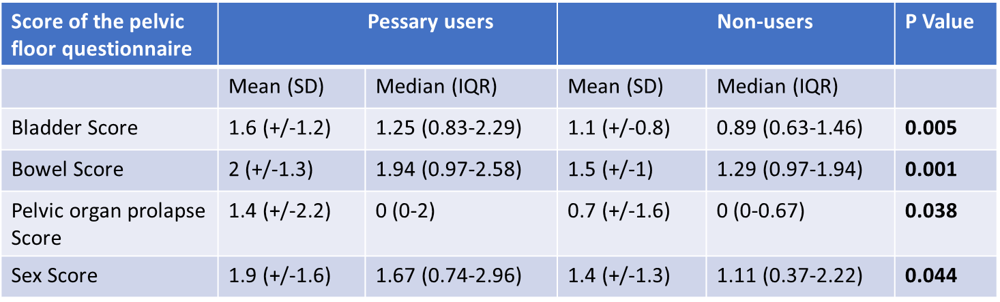 Score of the pelvic floor questionnaire Pessary users Non-users P Value
Mean (SD) Median (IQR) Mean (SD) Median (IQR)
Bladder Score 1.6 (+/-1.2) 1.25 (0.83-2.29) 1.1 (+/-0.8) 0.89 (0.63-1.46) 0.005
Bowel Score 2 (+/-1.3) 1.94 (0.97-2.58) 1.5 (+/-1) 1.29 (0.97-1.94) 0.001
Pelvic organ prolapse Score 1.4 (+/-2.2) 0 (0-2) 0.7 (+/-1.6) 0 (0-0.67) 0.038
Sex Score 1.9 (+/-1.6) 1.67 (0.74-2.96) 1.4 (+/-1.3) 1.11 (0.37-2.22) 0.044